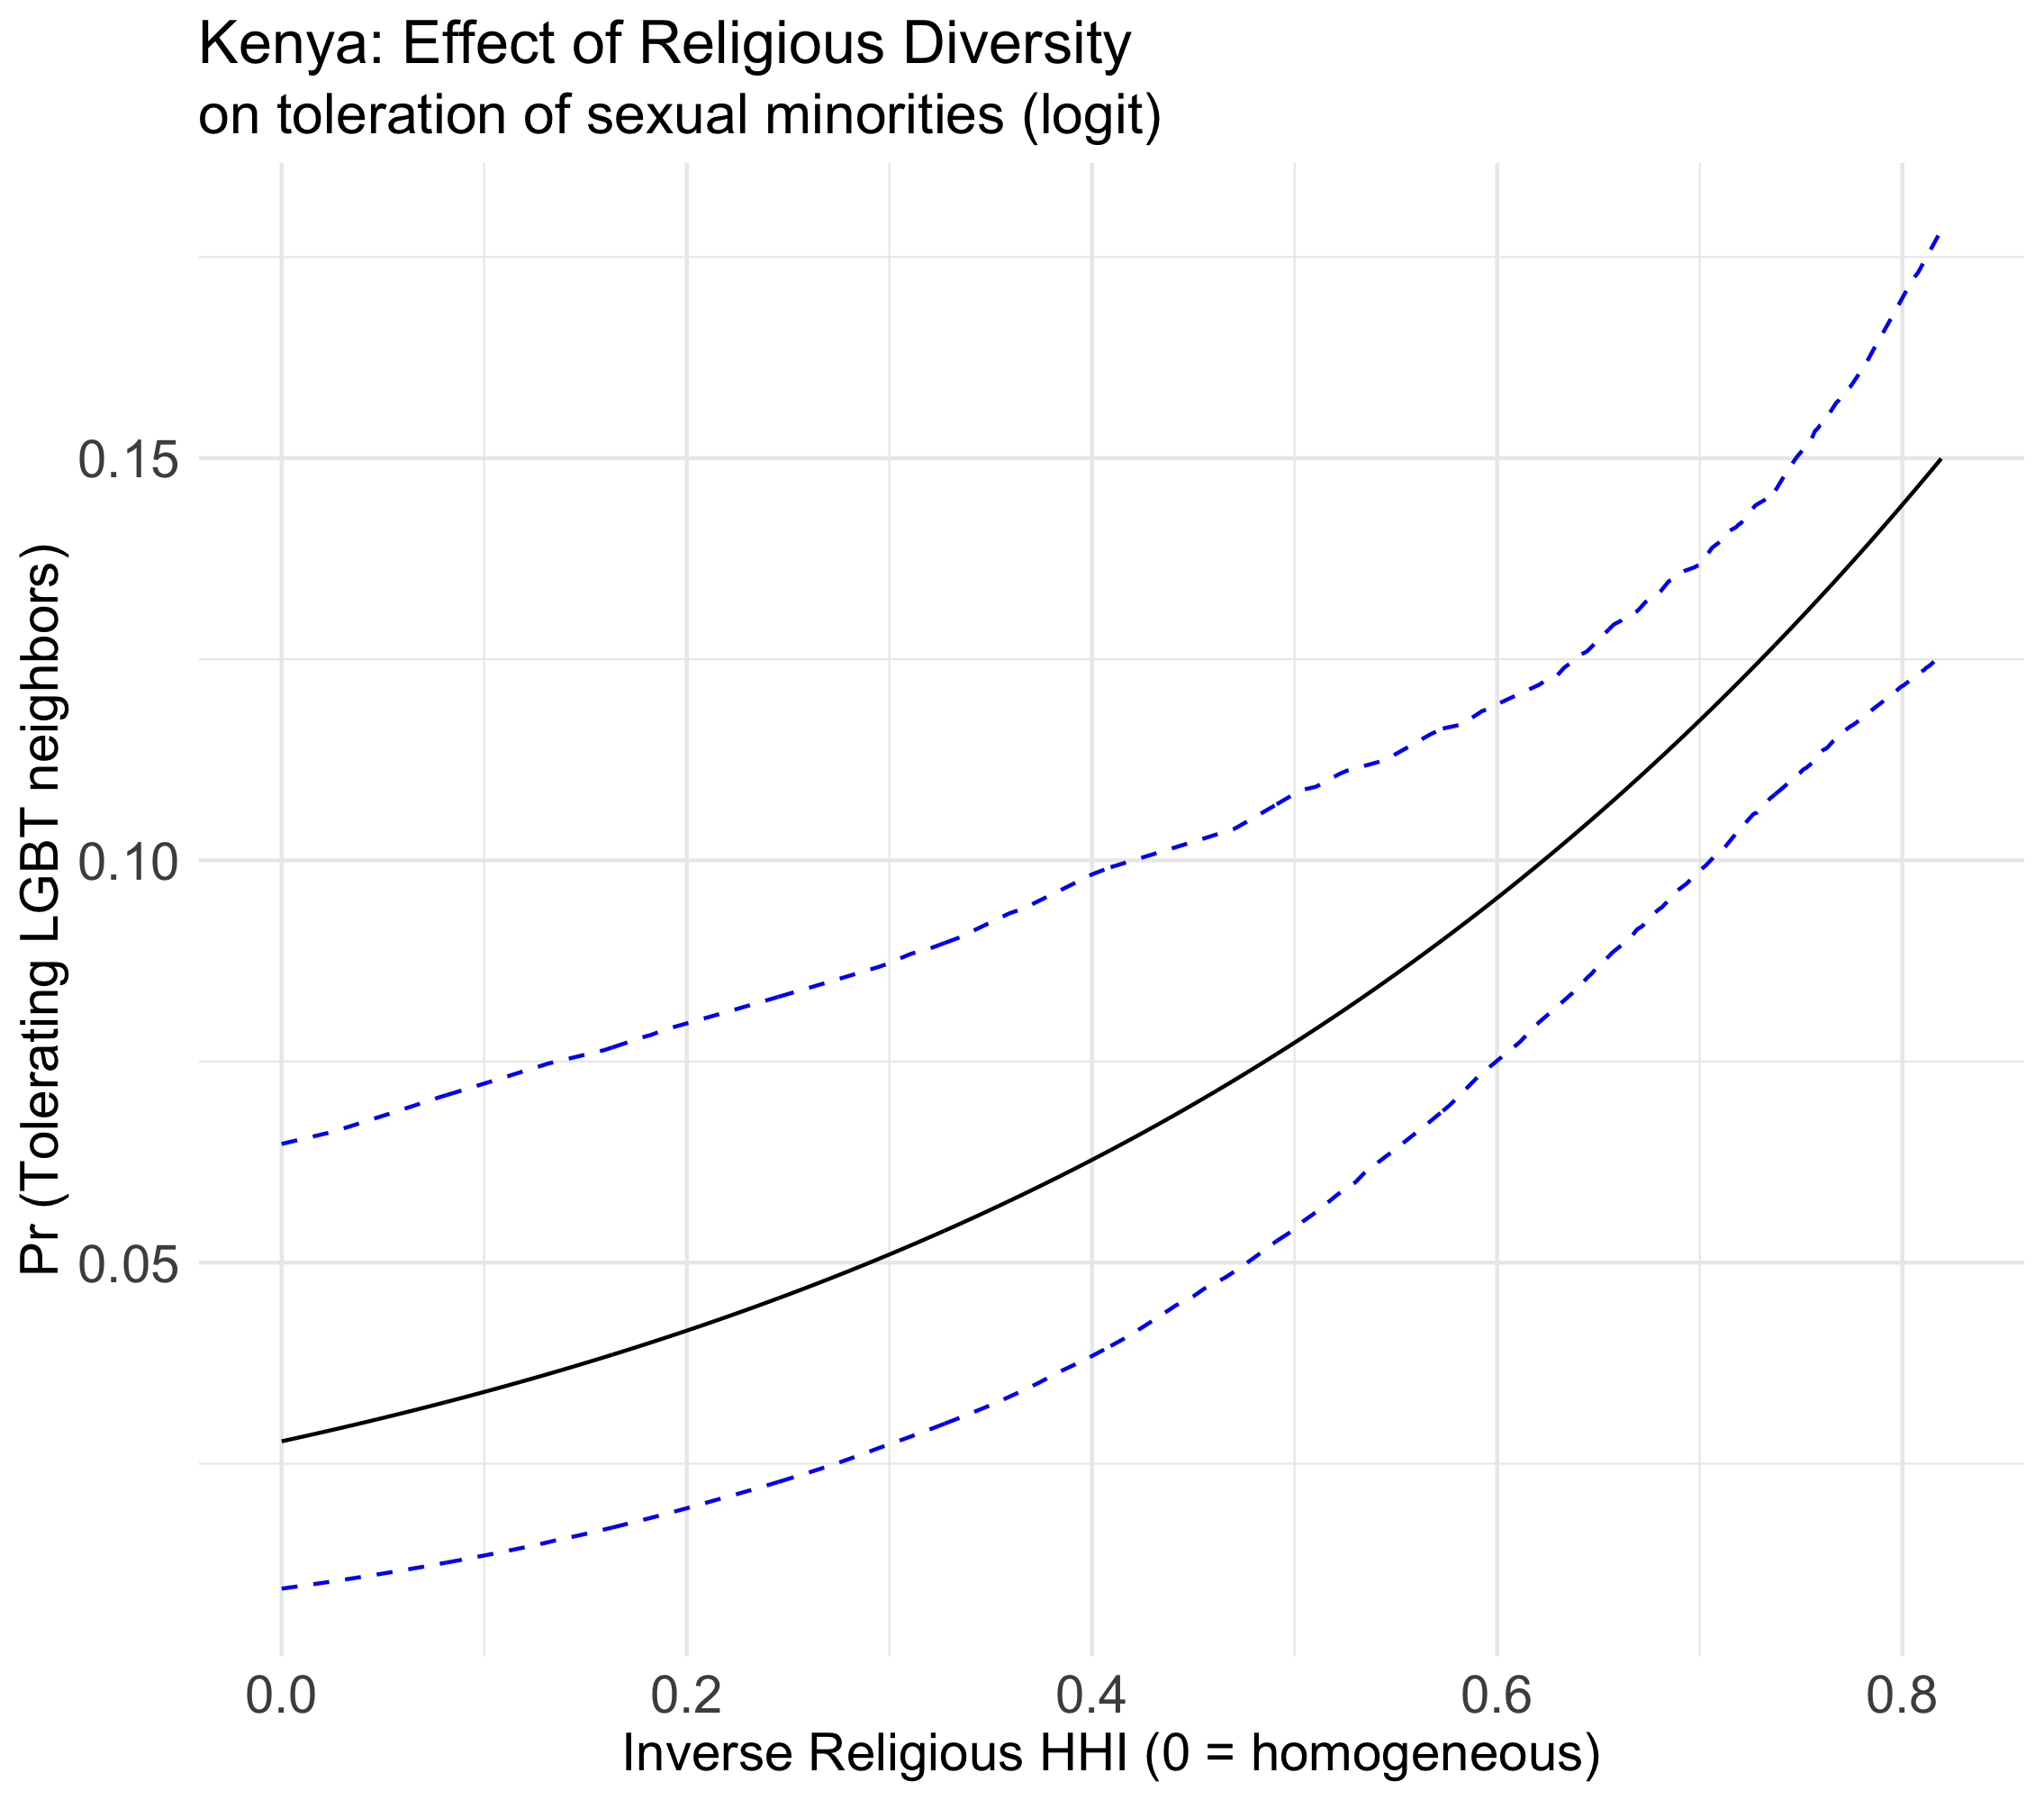 Kenya: Effect of Religious Diversity
on toleration of sexual minorities (logit)
Pr (Tolerating LGBT neighbors)
0.15
0.10
0.05
0.0 0.2 0.4 0.6 0.8
Inverse Religious HHI (0 = homogeneous)